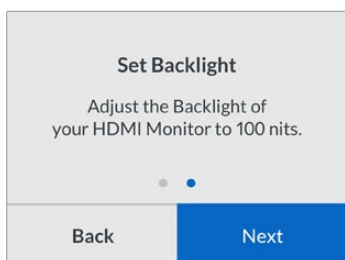 Set Backlight
Adjust the Backlight of
your HDMI Monitor to 100 nits.
Back
Next